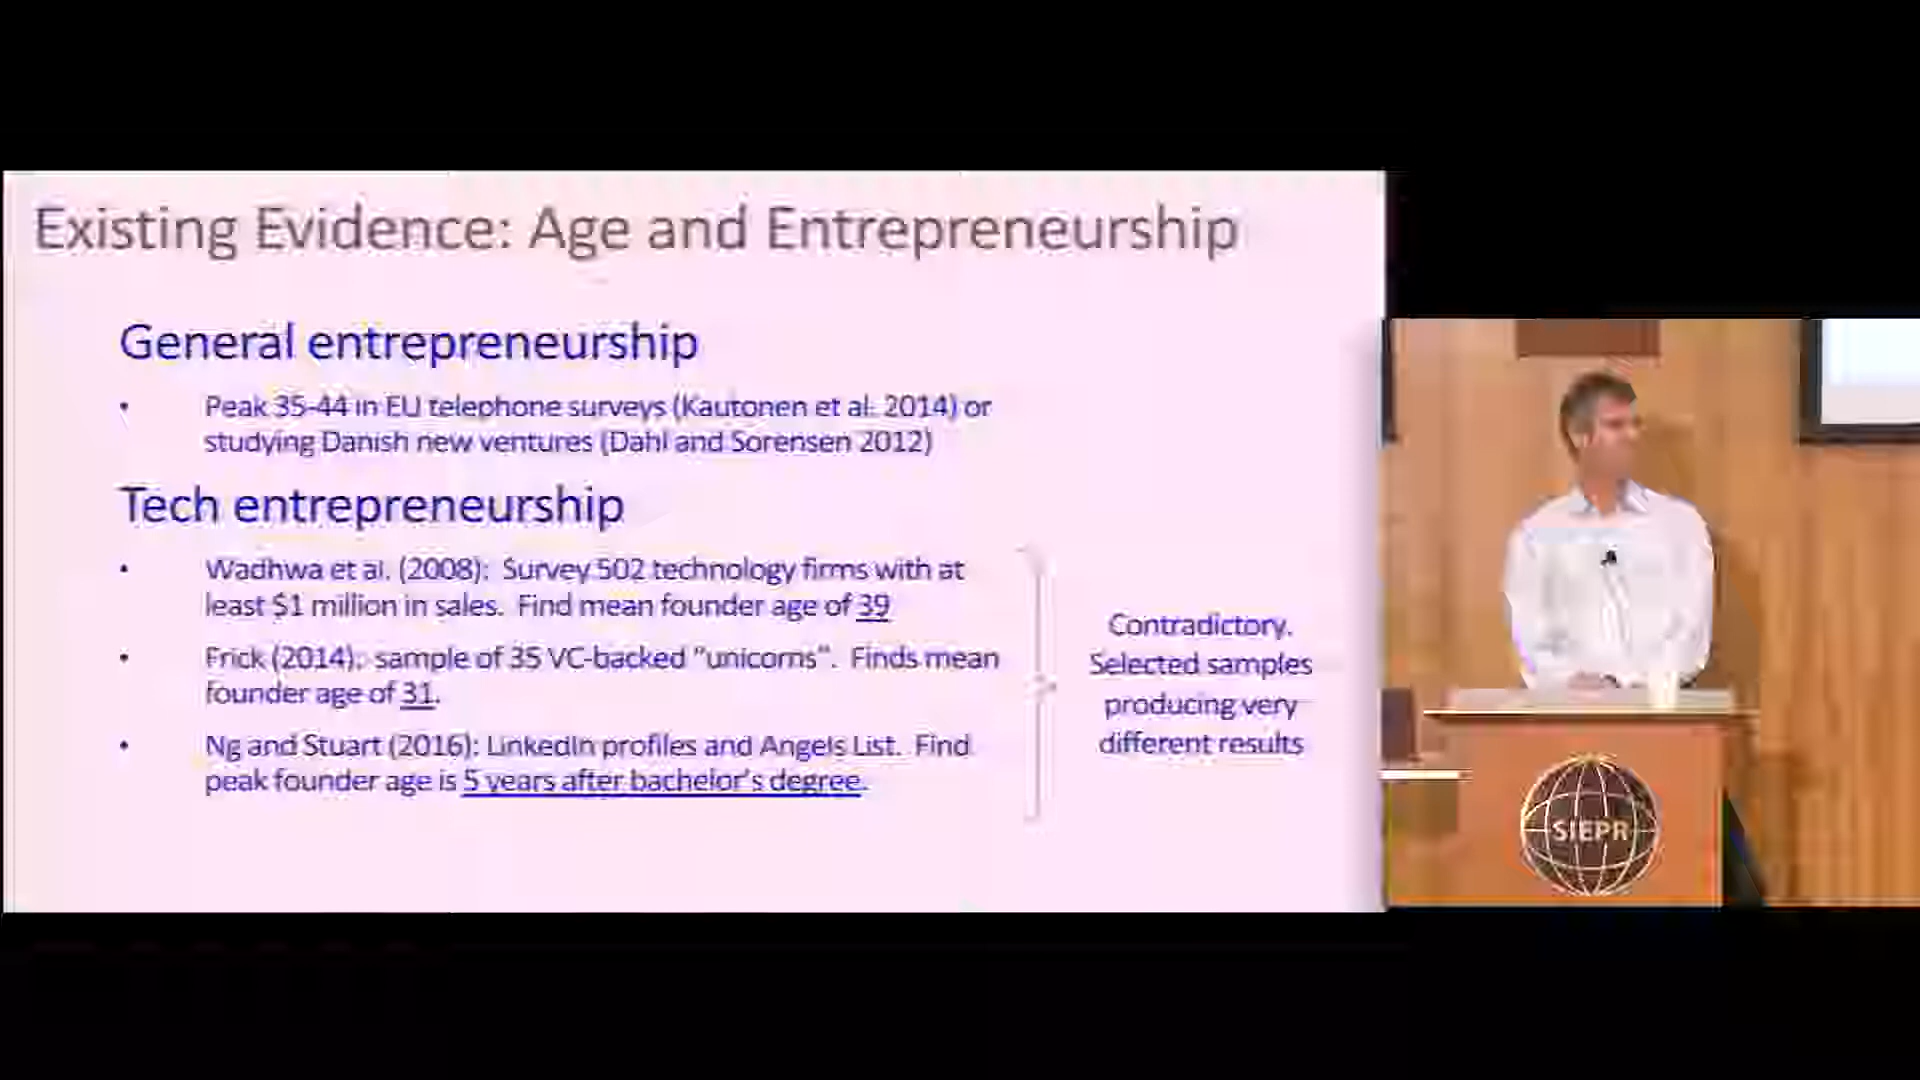 Existing Evidence: Age and Entrepreneurship
General entrepreneurship
• Peak 35-44 in EU telephone surveys (Kautonen et al. 2014) or
studying Danish new ventures (Dahl and Sorensen 2012)
Tech entrepreneurship
• Wadhwa et al. (2008): Survey 502 technology firms with at
least $1 million in sales. Find mean founder age of 39
• Frick (2014): sample of 35 VC-backed "unicorns". Finds mean
founder age of 31.
• Ng and Stuart (2016): LinkedIn profiles and Angels List. Find
peak founder age is 5 years after bachelor's degree.
Contradictory.
Selected samples
producing very
different results
SIEPR